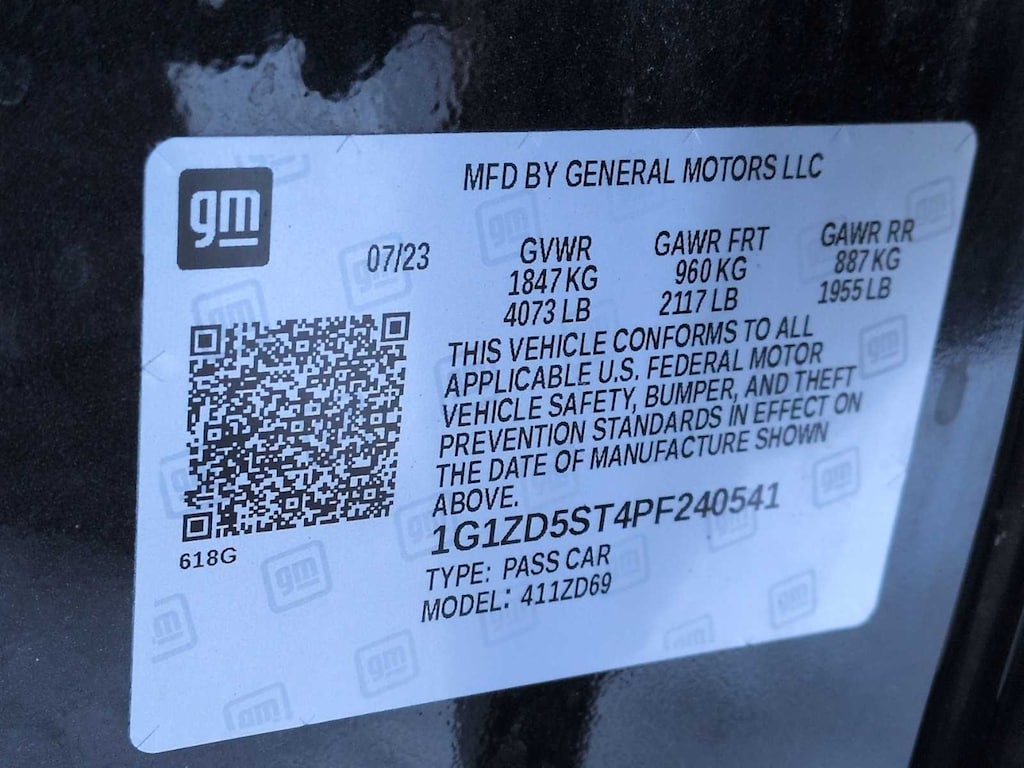 gm
MFD BY GENERAL MOTORS LLC
07/23
GVWR
1847 KG
4073 LB
GAWR FRT
960 KG
2117 LB
GAWR RR
887 KG
1955 LB
THIS VEHICLE CONFORMS TO ALL
APPLICABLE U.S. FEDERAL MOTOR
VEHICLE SAFETY, BUMPER, AND THEFT
PREVENTION STANDARDS IN EFFECT ON
THE DATE OF MANUFACTURE SHOWN
ABOVE.
1G1ZD5ST4PF240541
TYPE: PASS CAR
MODEL: 411ZD69
618G